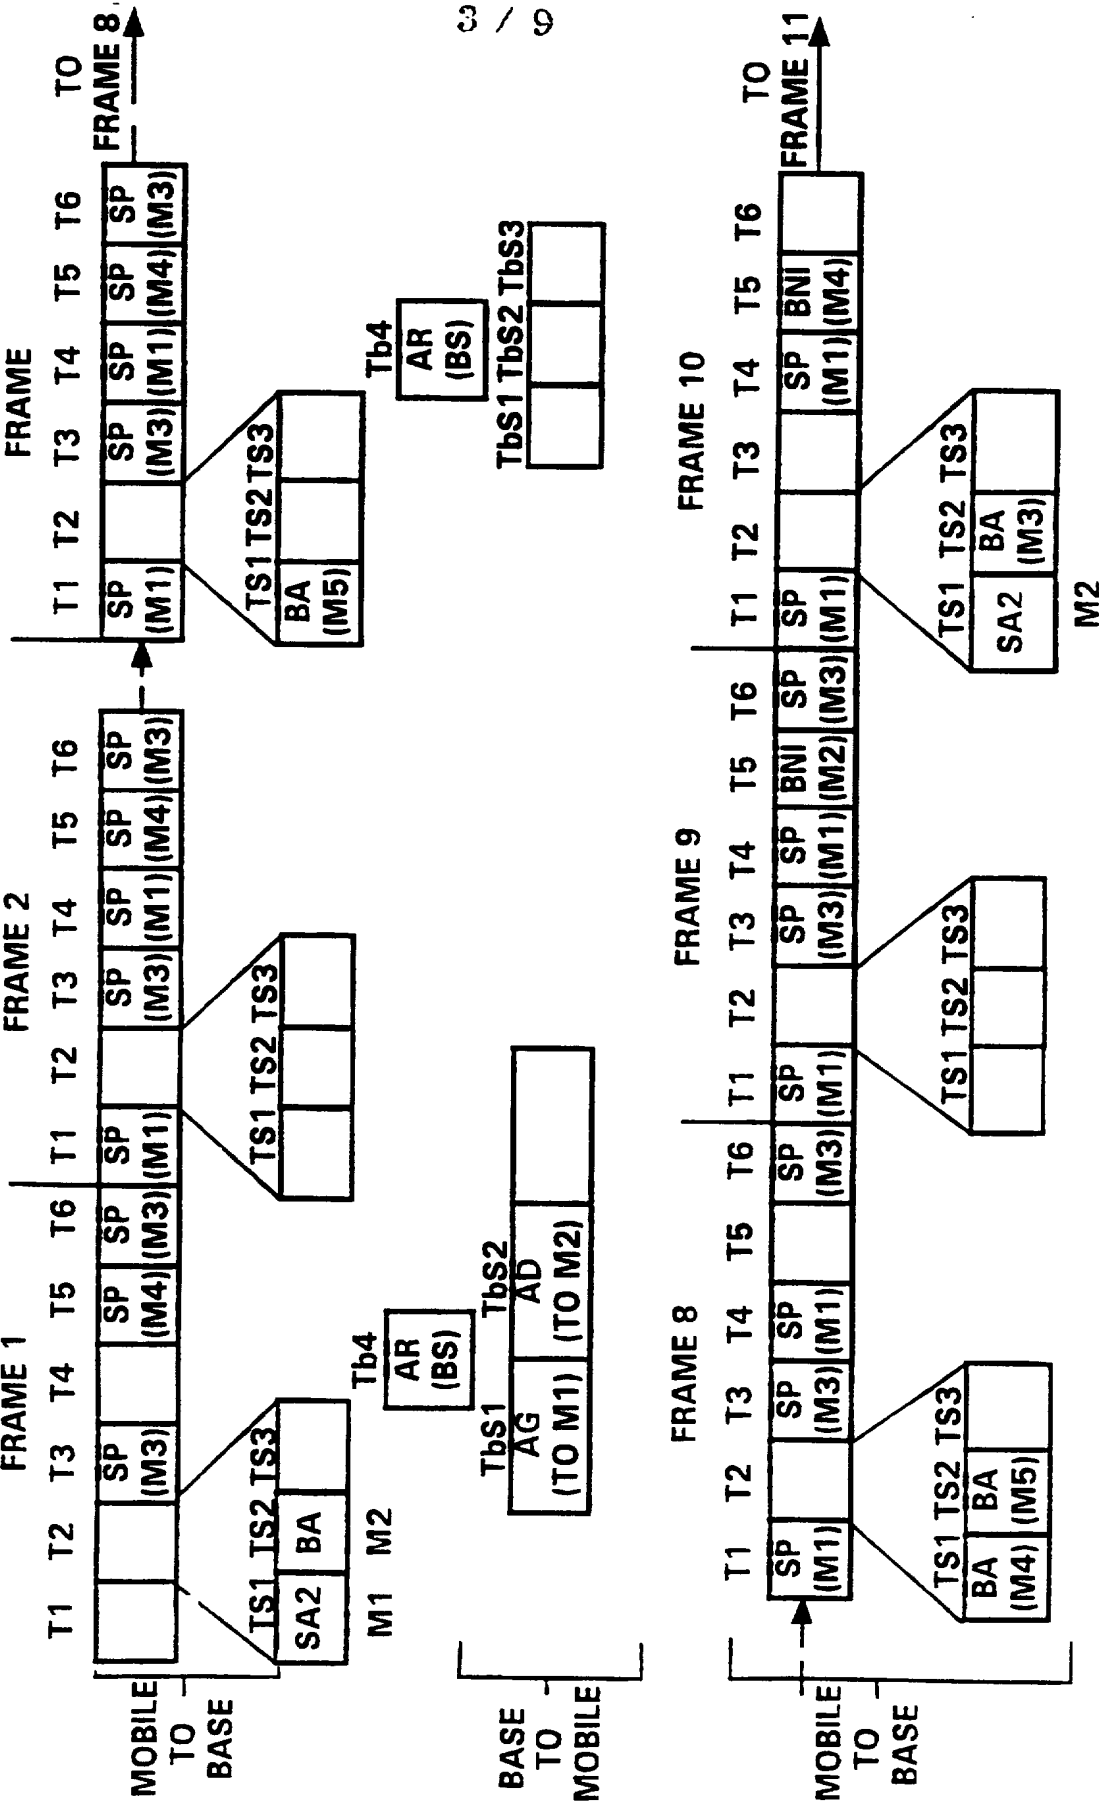 6 / 8
FRAME 1
FRAME 2
FRAME
TO
FRAME 8
T1 T2 T3 T4 T5 T6
T1 T2 T3 T4 T5 T6
T1 T2 T3 T4 T5 T6
SP (M3)
SP (M4)
SP (M3)
SP (M1)
SP (M3)
SP (M1)
SP (M4)
SP (M3)
SP (M1)
SP (M3)
SP (M1)
SP (M4)
SP (M3)
MOBILE
TO
BASE
TS1 TS2 TS3
SA2 BA
M1 M2
TS1 TS2 TS3
TS1 TS2 TS3
BA
(M5)
Tb4
AR
(BS)
Tb4
AR
(BS)
BASE
TO
MOBILE
TbS1 TbS2
AG AD
(TO M1) (TO M2)
TbS1 TbS2 TbS3
FRAME 8
FRAME 9
FRAME 10
TO
FRAME 11
T1 T2 T3 T4 T5 T6
T1 T2 T3 T4 T5 T6
T1 T2 T3 T4 T5 T6
SP (M1)
SP (M3)
SP (M1)
SP (M3)
SP (M1)
SP (M3)
SP (M1)
BNI (M2)
SP (M3)
SP (M1)
SP (M1)
BNI (M4)
MOBILE
TO
BASE
TS1 TS2 TS3
BA BA
(M4) (M5)
TS1 TS2 TS3
TS1 TS2 TS3
SA2 BA
(M3)
M2